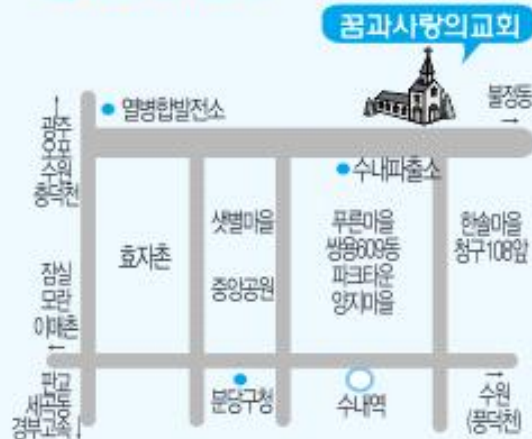 꿈과사랑의교회
불정동
→
열병합발전소
←
광주
오포
수원
풍덕천
수내파출소
효자촌
샛별마을
중앙공원
푸른마을
쌍용609동
파크타운
양지마을
한솔마을
청구108앞
잠실
모란
이매촌
←
판교
세곡동
경부고속↓
분당구청
수내역
→
수원
(풍덕천)